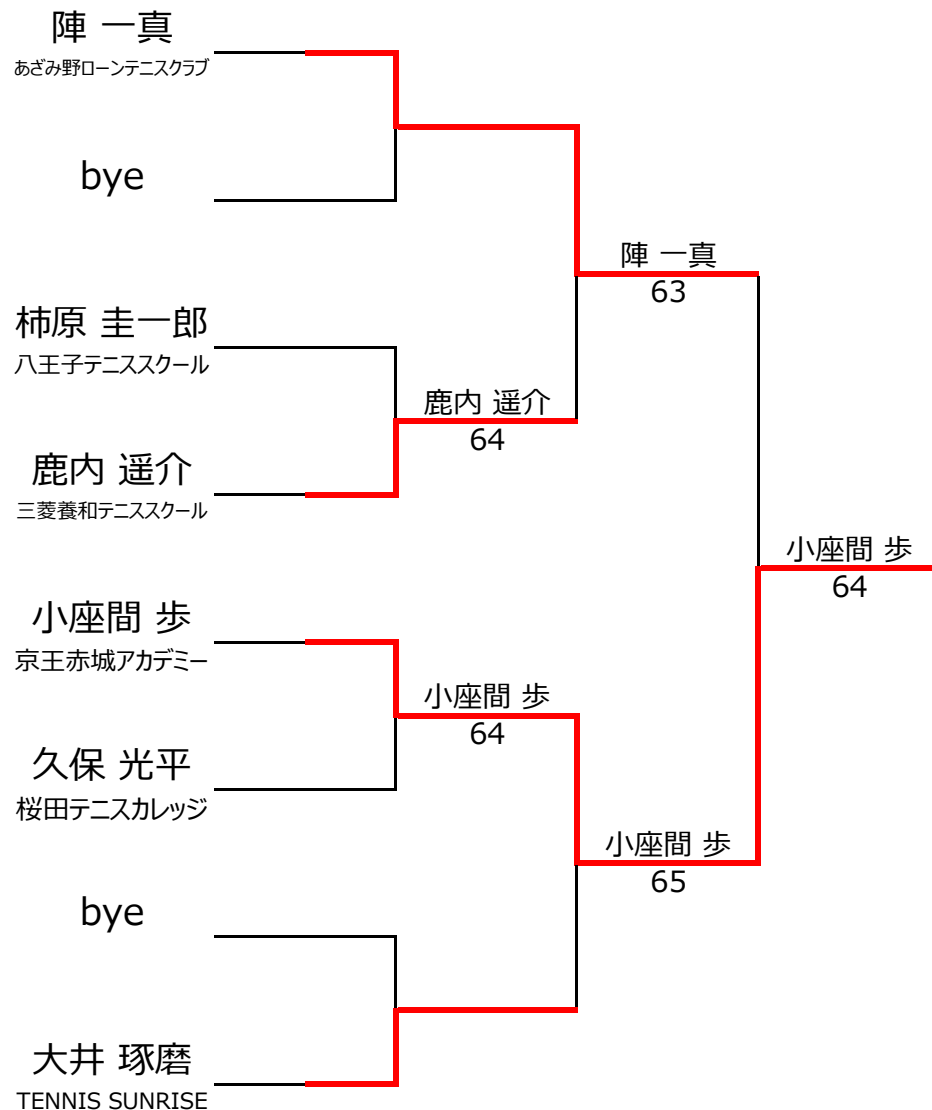 陣 一真
あざみ野ローンテニスクラブ
bye
陣 一真
63
柿原 圭一郎
八王子テニススクール
鹿内 遥介
64
鹿内 遥介
三菱養和テニススクール
小座間 歩
64
小座間 歩
京王赤城アカデミー
小座間 歩
64
久保 光平
桜田テニスカレッジ
小座間 歩
65
bye
大井 琢磨
TENNIS SUNRISE